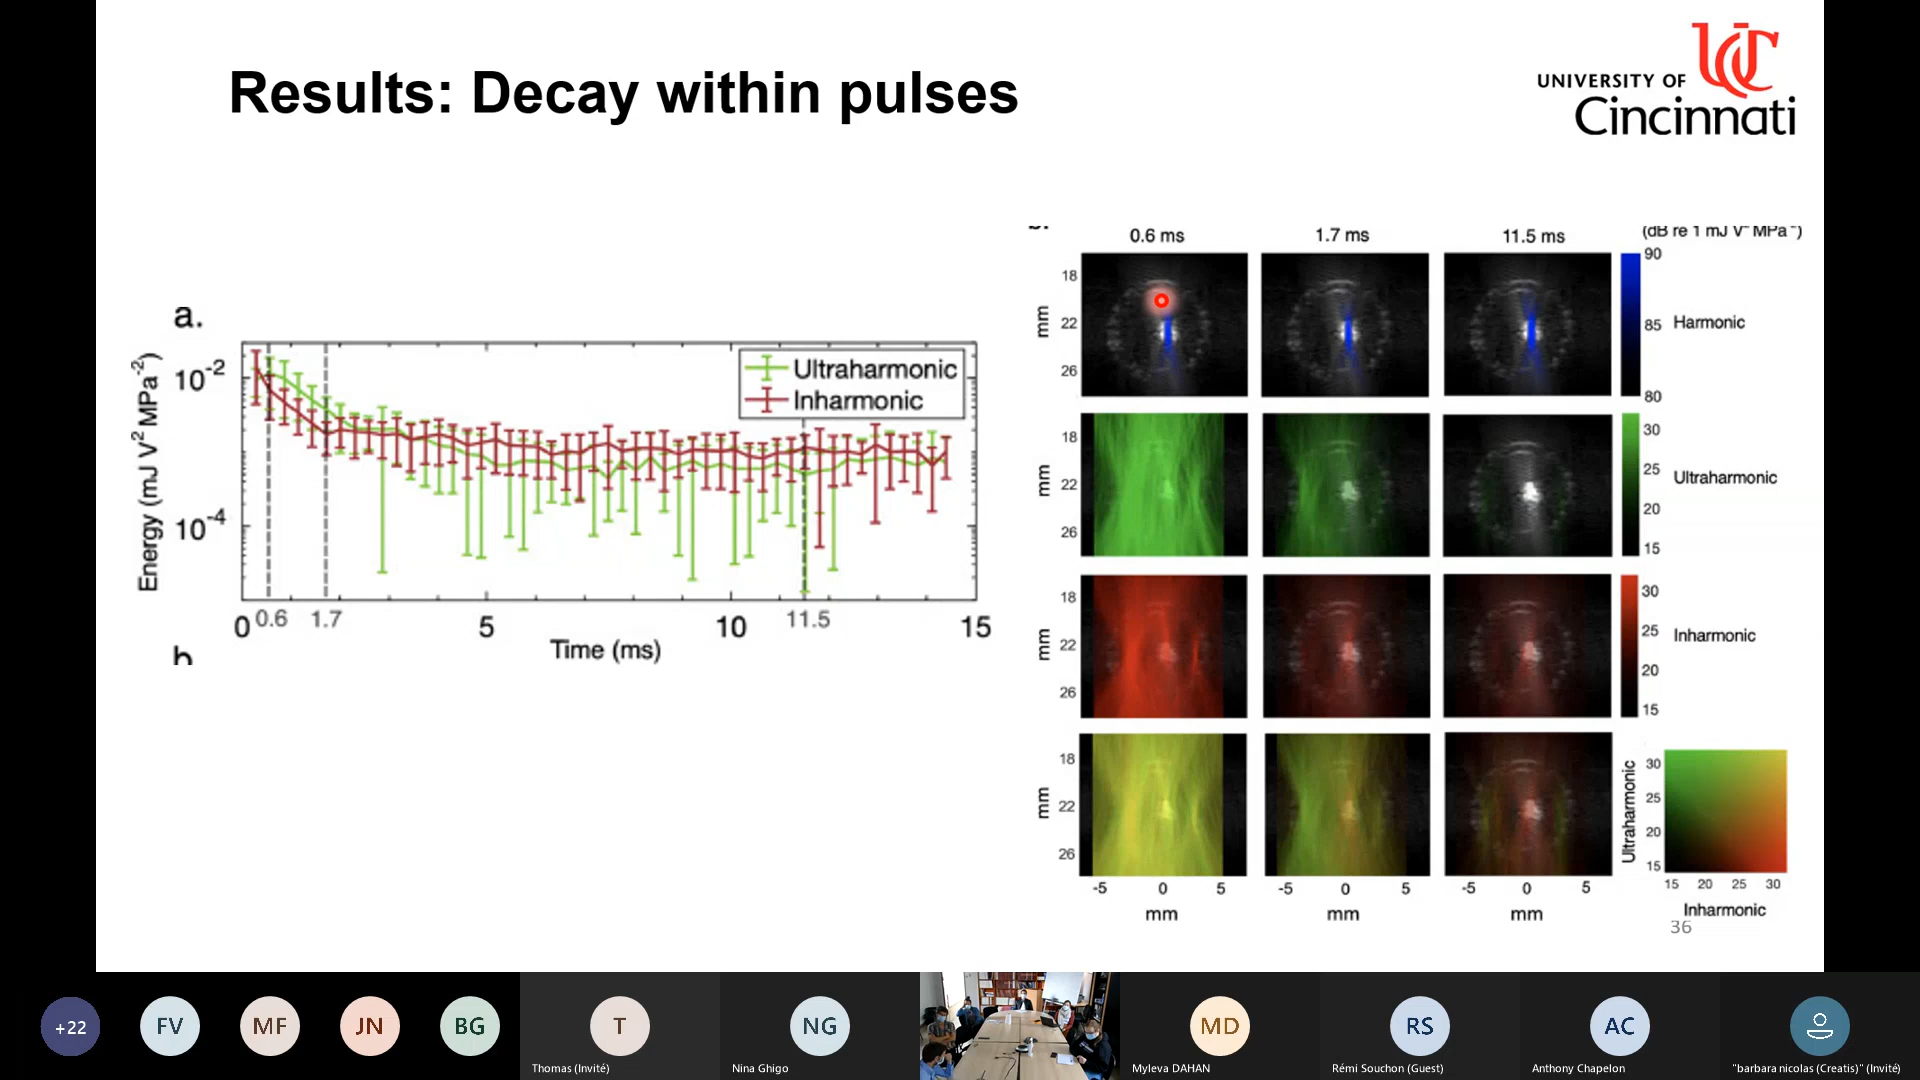 Results: Decay within pulses
UNIVERSITY OF
Cincinnati
a.
Energy (mJ V² MPa⁻²)
10⁻²
10⁻⁴
Ultraharmonic
Inharmonic
0 0.6 1.7 5 10 11.5 15
Time (ms)
b
b.
0.6 ms 1.7 ms 11.5 ms
(dB re 1 mJ V² MPa⁻²)
mm
18
22
26
90
85
80
Harmonic
mm
18
22
26
30
25
20
15
Ultraharmonic
mm
18
22
26
30
25
20
15
Inharmonic
mm
18
22
26
-5 0 5
-5 0 5
-5 0 5
mm mm mm
Ultraharmonic
30
25
20
15
15 20 25 30
Inharmonic
36
+22
FV
MF
JN
BG
T
Thomas (Invité)
NG
Nina Ghigo
MD
Myleva DAHAN
RS
Rémi Souchon (Guest)
AC
Anthony Chapelon
"barbara nicolas (Creatis)" (Invité)